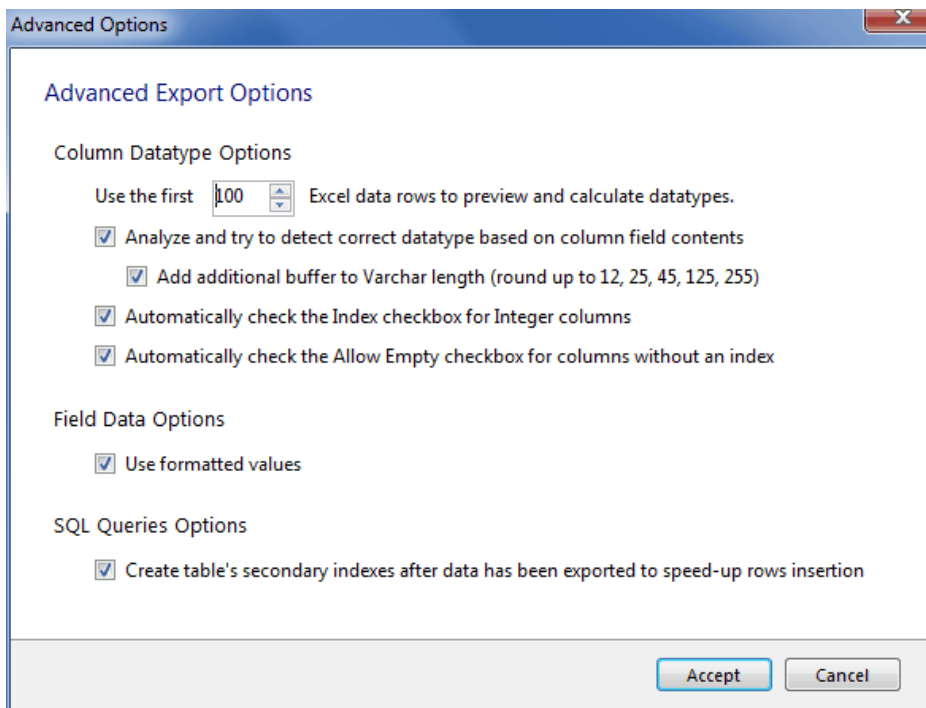 Advanced Options
Advanced Export Options
Column Datatype Options
Use the first 100 Excel data rows to preview and calculate datatypes.
Analyze and try to detect correct datatype based on column field contents
Add additional buffer to Varchar length (round up to 12, 25, 45, 125, 255)
Automatically check the Index checkbox for Integer columns
Automatically check the Allow Empty checkbox for columns without an index
Field Data Options
Use formatted values
SQL Queries Options
Create table's secondary indexes after data has been exported to speed-up rows insertion
Accept Cancel